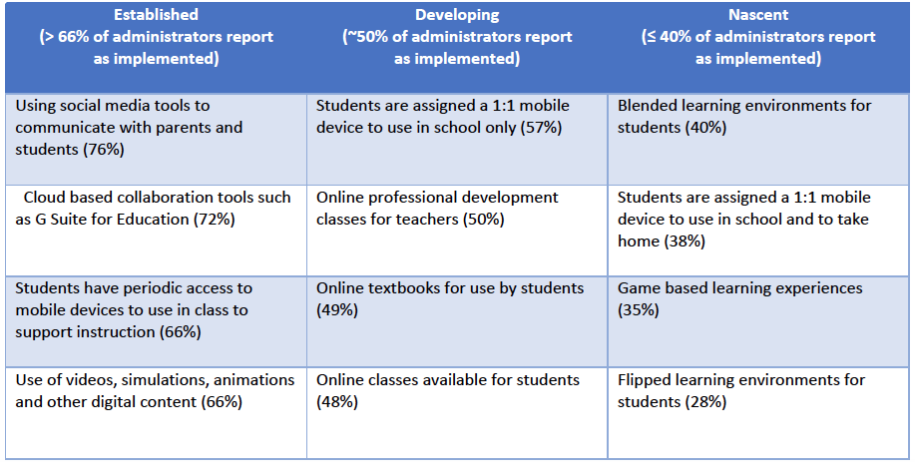 Established
(> 66% of administrators report
as implemented)
Developing
(~50% of administrators report
as implemented)
Nascent
(≤ 40% of administrators report
as implemented)
Using social media tools to
communicate with parents and
students (76%)
Students are assigned a 1:1 mobile
device to use in school only (57%)
Blended learning environments for
students (40%)
Cloud based collaboration tools such
as G Suite for Education (72%)
Online professional development
classes for teachers (50%)
Students are assigned a 1:1 mobile
device to use in school and to take
home (38%)
Students have periodic access to
mobile devices to use in class to
support instruction (66%)
Online textbooks for use by students
(49%)
Game based learning experiences
(35%)
Use of videos, simulations, animations
and other digital content (66%)
Online classes available for students
(48%)
Flipped learning environments for
students (28%)